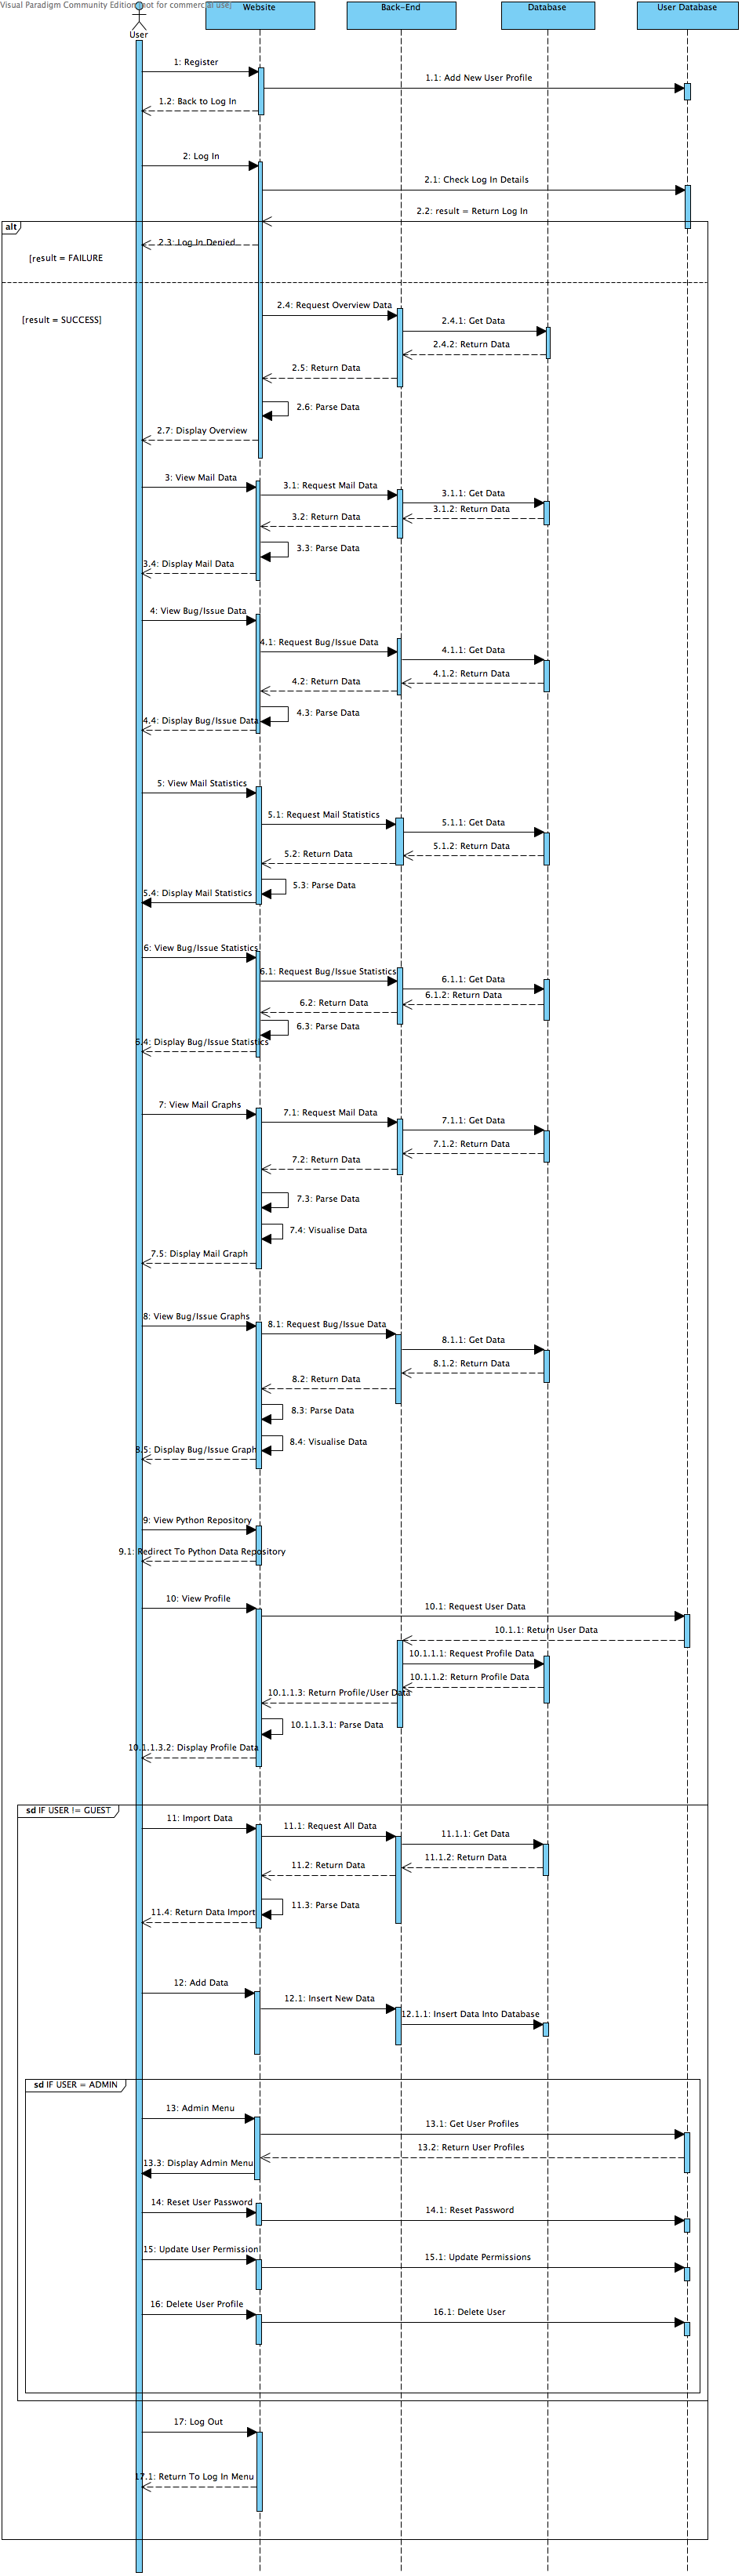 Visual Paradigm Community Edition [not for commercial use]
User
Website
Back-End
Database
User Database
1: Register
1.1: Add New User Profile
1.2: Back to Log In
2: Log In
2.1: Check Log In Details
2.2: result = Return Log In
alt
2.3: Log In Denied
[result = FAILURE
[result = SUCCESS]
2.4: Request Overview Data
2.4.1: Get Data
2.4.2: Return Data
2.5: Return Data
2.6: Parse Data
2.7: Display Overview
3: View Mail Data
3.1: Request Mail Data
3.1.1: Get Data
3.1.2: Return Data
3.2: Return Data
3.3: Parse Data
3.4: Display Mail Data
4: View Bug/Issue Data
4.1: Request Bug/Issue Data
4.1.1: Get Data
4.1.2: Return Data
4.2: Return Data
4.3: Parse Data
4.4: Display Bug/Issue Data
5: View Mail Statistics
5.1: Request Mail Statistics
5.1.1: Get Data
5.1.2: Return Data
5.2: Return Data
5.3: Parse Data
5.4: Display Mail Statistics
6: View Bug/Issue Statistics
6.1: Request Bug/Issue Statistics
6.1.1: Get Data
6.1.2: Return Data
6.2: Return Data
6.3: Parse Data
6.4: Display Bug/Issue Statistics
7: View Mail Graphs
7.1: Request Mail Data
7.1.1: Get Data
7.1.2: Return Data
7.2: Return Data
7.3: Parse Data
7.4: Visualise Data
7.5: Display Mail Graph
8: View Bug/Issue Graphs
8.1: Request Bug/Issue Data
8.1.1: Get Data
8.1.2: Return Data
8.2: Return Data
8.3: Parse Data
8.4: Visualise Data
8.5: Display Bug/Issue Graph
9: View Python Repository
9.1: Redirect To Python Data Repository
10: View Profile
10.1: Request User Data
10.1.1: Return User Data
10.1.1.1: Request Profile Data
10.1.1.2: Return Profile Data
10.1.1.3: Return Profile/User Data
10.1.1.3.1: Parse Data
10.1.1.3.2: Display Profile Data
sd IF USER != GUEST
11: Import Data
11.1: Request All Data
11.1.1: Get Data
11.1.2: Return Data
11.2: Return Data
11.3: Parse Data
11.4: Return Data Import
12: Add Data
12.1: Insert New Data
12.1.1: Insert Data Into Database
sd IF USER = ADMIN
13: Admin Menu
13.1: Get User Profiles
13.2: Return User Profiles
13.3: Display Admin Menu
14: Reset User Password
14.1: Reset Password
15: Update User Permission
15.1: Update Permissions
16: Delete User Profile
16.1: Delete User
17: Log Out
17.1: Return To Log In Menu